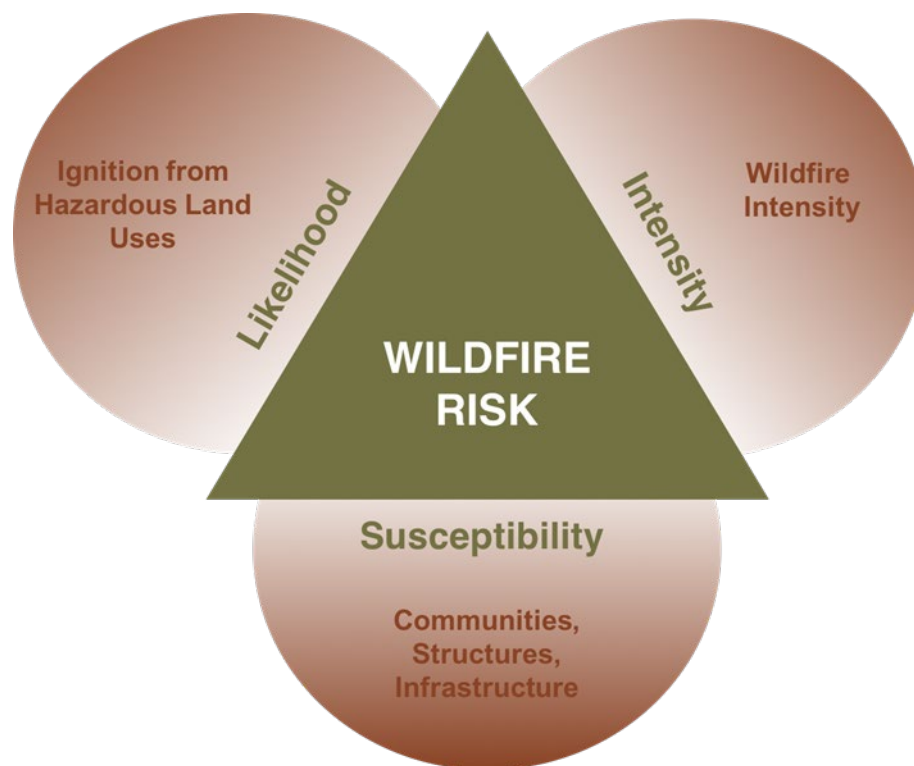 Ignition from
Hazardous Land
Uses
Likelihood
Intensity
Wildfire
Intensity
WILDFIRE
RISK
Susceptibility
Communities,
Structures,
Infrastructure